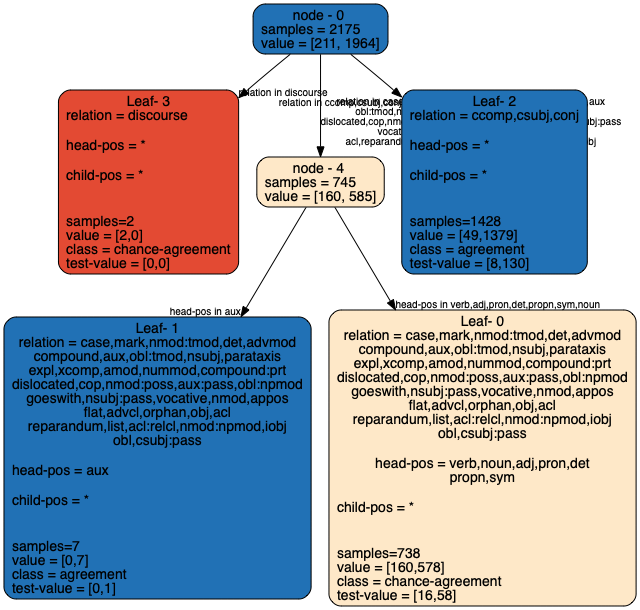 node - 0
samples = 2175
value = [211, 1964]
relation in discourse
relation in ccomp,csubj,conj
relation in case
aux
obl:tmod
dislocated,cop
subj:pass
vocat
acl,reparand
Leaf- 3
relation = discourse
head-pos = *
child-pos = *
samples=2
value = [2,0]
class = chance-agreement
test-value = [0,0]
node - 4
samples = 745
value = [160, 585]
Leaf- 2
relation = ccomp,csubj,conj
head-pos = *
child-pos = *
samples=1428
value = [49,1379]
class = agreement
test-value = [8,130]
head-pos in aux
head-pos in verb,adj,pron,det,propn,sym,noun
Leaf- 1
relation = case,mark,nmod:tmod,det,advmod
compound,aux,obl:tmod,nsubj,parataxis
expl,xcomp,amod,nummod,compound:prt
dislocated,cop,nmod:poss,aux:pass,obl:npmod
goeswith,nsubj:pass,vocative,nmod,appos
flat,advcl,orphan,obj,acl
reparandum,list,acl:relcl,nmod:npmod,iobj
obl,csubj:pass
head-pos = aux
child-pos = *
samples=7
value = [0,7]
class = agreement
test-value = [0,1]
Leaf- 0
relation = case,mark,nmod:tmod,det,advmod
compound,aux,obl:tmod,nsubj,parataxis
expl,xcomp,amod,nummod,compound:prt
dislocated,cop,nmod:poss,aux:pass,obl:npmod
goeswith,nsubj:pass,vocative,nmod,appos
flat,advcl,orphan,obj,acl
reparandum,list,acl:relcl,nmod:npmod,iobj
obl,csubj:pass
head-pos = verb,noun,adj,pron,det
propn,sym
child-pos = *
samples=738
value = [160,578]
class = chance-agreement
test-value = [16,58]